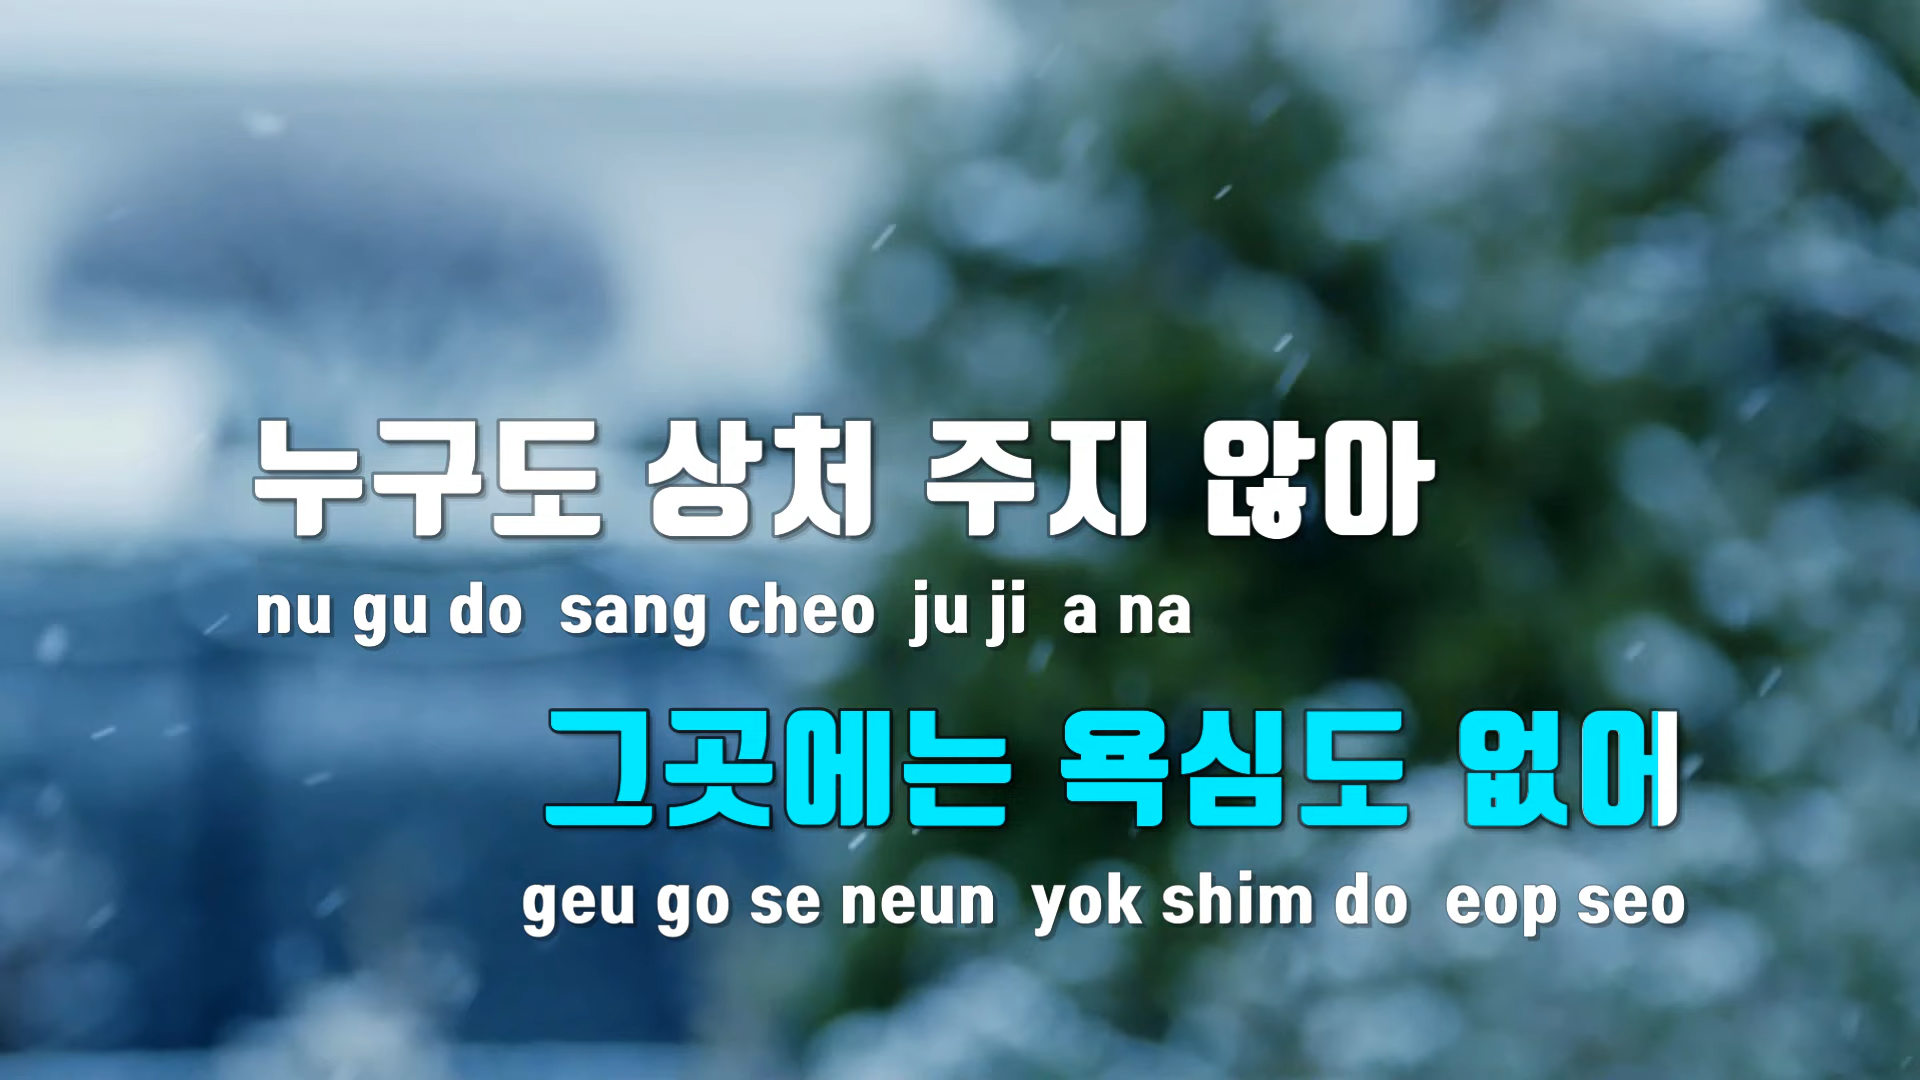 누구도 상처 주지 않아
nu gu do sang cheo ju ji a na
그곳에는 욕심도 없어
geu go se neun yok shim do eop seo